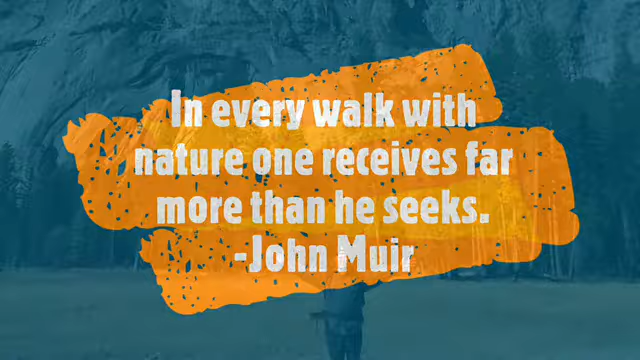 In every walk with
nature one receives far
more than he seeks.
-John Muir